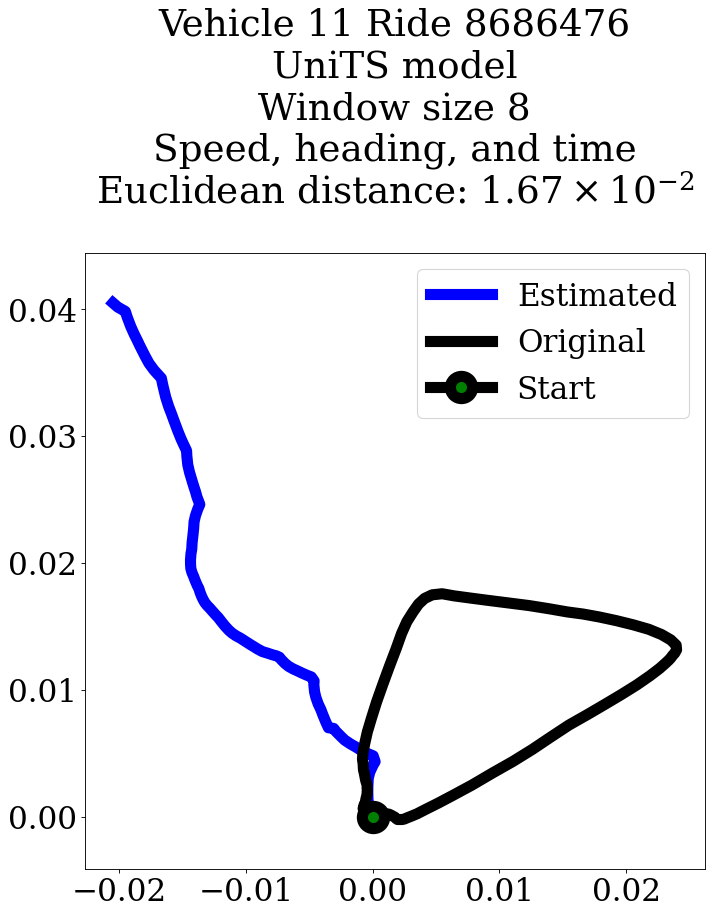 Vehicle 11 Ride 8686476
UniTS model
Window size 8
Speed, heading, and time
Euclidean distance: 1.67 × 10⁻²
Estimated
Original
Start
0.04
0.03
0.02
0.01
0.00
−0.02 −0.01 0.00 0.01 0.02